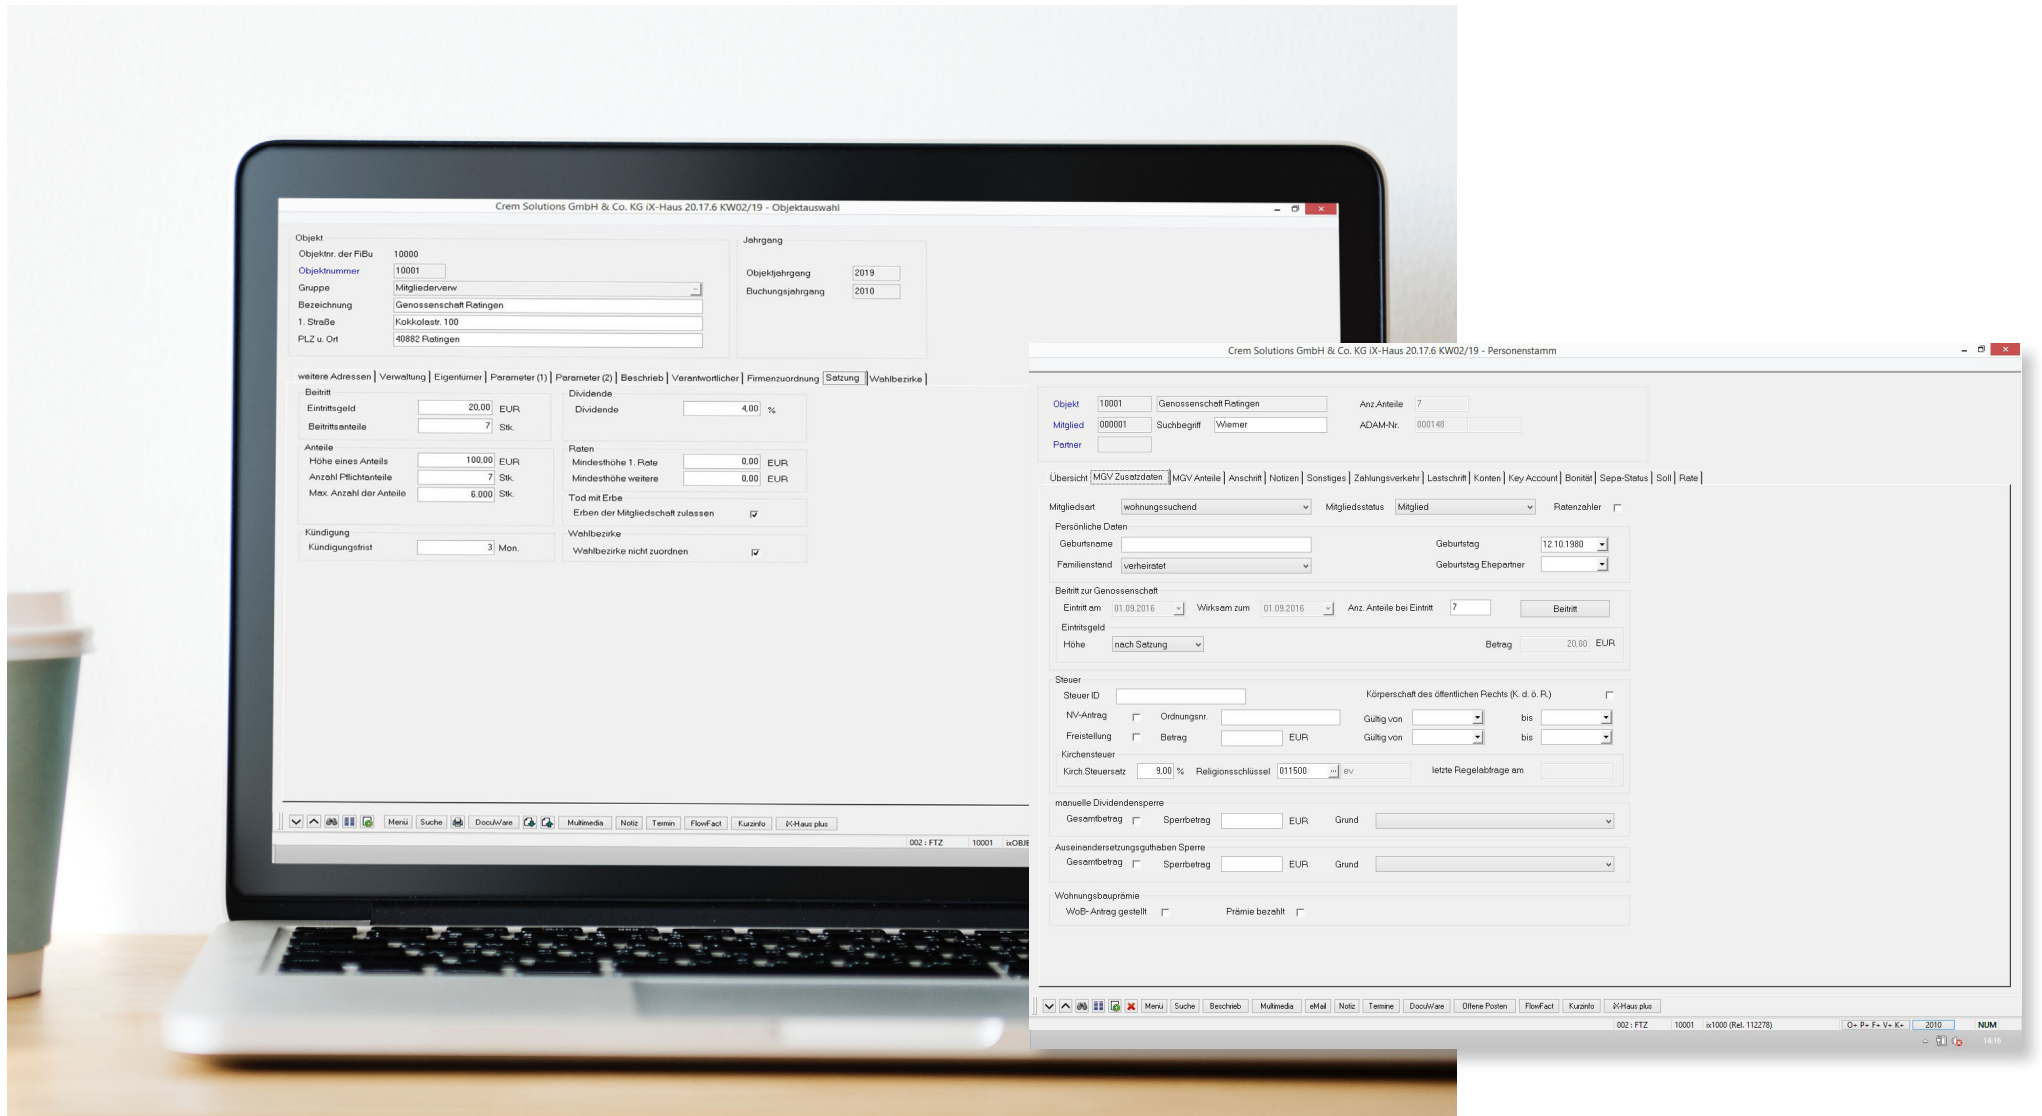 Crem Solutions GmbH & Co. KG iX-Haus 20.17.6 KW02/19 - Objektauswahl
Objekt
Objektnr. der FiBu 10000
Objektnummer 10001
Gruppe Mitgliederverw
Bezeichnung Genossenschaft Ratingen
1. Straße Kokkolastr. 100
PLZ u. Ort 40882 Ratingen
Jahrgang
Objektjahrgang 2019
Buchungsjahrgang 2010
weitere Adressen Verwaltung Eigentümer Parameter (1) Parameter (2) Beschrieb Verantwortlicher Firmenzuordnung Satzung Wahlbezirke
Beitritt
Eintrittsgeld 20,00 EUR
Beitrittsanteile 7 Stk.
Anteile
Höhe eines Anteils 100,00 EUR
Anzahl Pflichtanteile 7 Stk.
Max. Anzahl der Anteile 6.000 Stk.
Kündigung
Kündigungsfrist 3 Mon.
Dividende
Dividende 4,00 %
Raten
Mindesthöhe 1. Rate 0,00 EUR
Mindesthöhe weitere 0,00 EUR
Tod mit Erbe
Erben der Mitgliedschaft zulassen
Wahlbezirke
Wahlbezirke nicht zuordnen
Menü Suche DocuWare Multimedia Notiz Termin FlowFact Kurzinfo iX-Haus plus
002 : FTZ 10001 ixOBJE
Crem Solutions GmbH & Co. KG iX-Haus 20.17.6 KW02/19 - Personenstamm
Objekt 10001 Genossenschaft Ratingen Anz.Anteile 7
Mitglied 000001 Suchbegriff Wiemer ADAM-Nr. 000148
Partner
Übersicht MGV Zusatzdaten MGV Anteile Anschrift Notizen Sonstiges Zahlungsverkehr Lastschrift Konten Key Account Bonität Sepa-Status Soll Rate
Mitgliedsart wohnungssuchend Mitgliedsstatus Mitglied Ratenzahler
Persönliche Daten
Geburtsname Geburtstag 12.10.1980
Familienstand verheiratet Geburtstag Ehepartner
Beitritt zur Genossenschaft
Eintritt am 01.09.2016 Wirksam zum 01.09.2016 Anz. Anteile bei Eintritt 7 Beitritt
Eintritsgeld
Höhe nach Satzung Betrag 20,00 EUR
Steuer
Steuer ID Körperschaft des öffentlichen Rechts (K. d. ö. R.)
NV-Antrag Ordnungsnr. Gültig von bis
Freistellung Betrag EUR Gültig von bis
Kirchensteuer
Kirch.Steuersatz 9,00 % Religionsschlüssel 011500 ... ev letzte Regelabfrage am
manuelle Dividendensperre
Gesamtbetrag Sperrbetrag EUR Grund
Auseinandersetzungsguthaben Sperre
Gesamtbetrag Sperrbetrag EUR Grund
Wohnungsbauprämie
WoB- Antrag gestellt Prämie bezahlt
Menü Suche Beschrieb Multimedia eMail Notiz Termine DocuWare Offene Posten FlowFact Kurzinfo iX-Haus plus
002 : FTZ 10001 ix1000 (Rel. 112278) O+ P+ F+ V+ K+ 2010 NUM
14:16